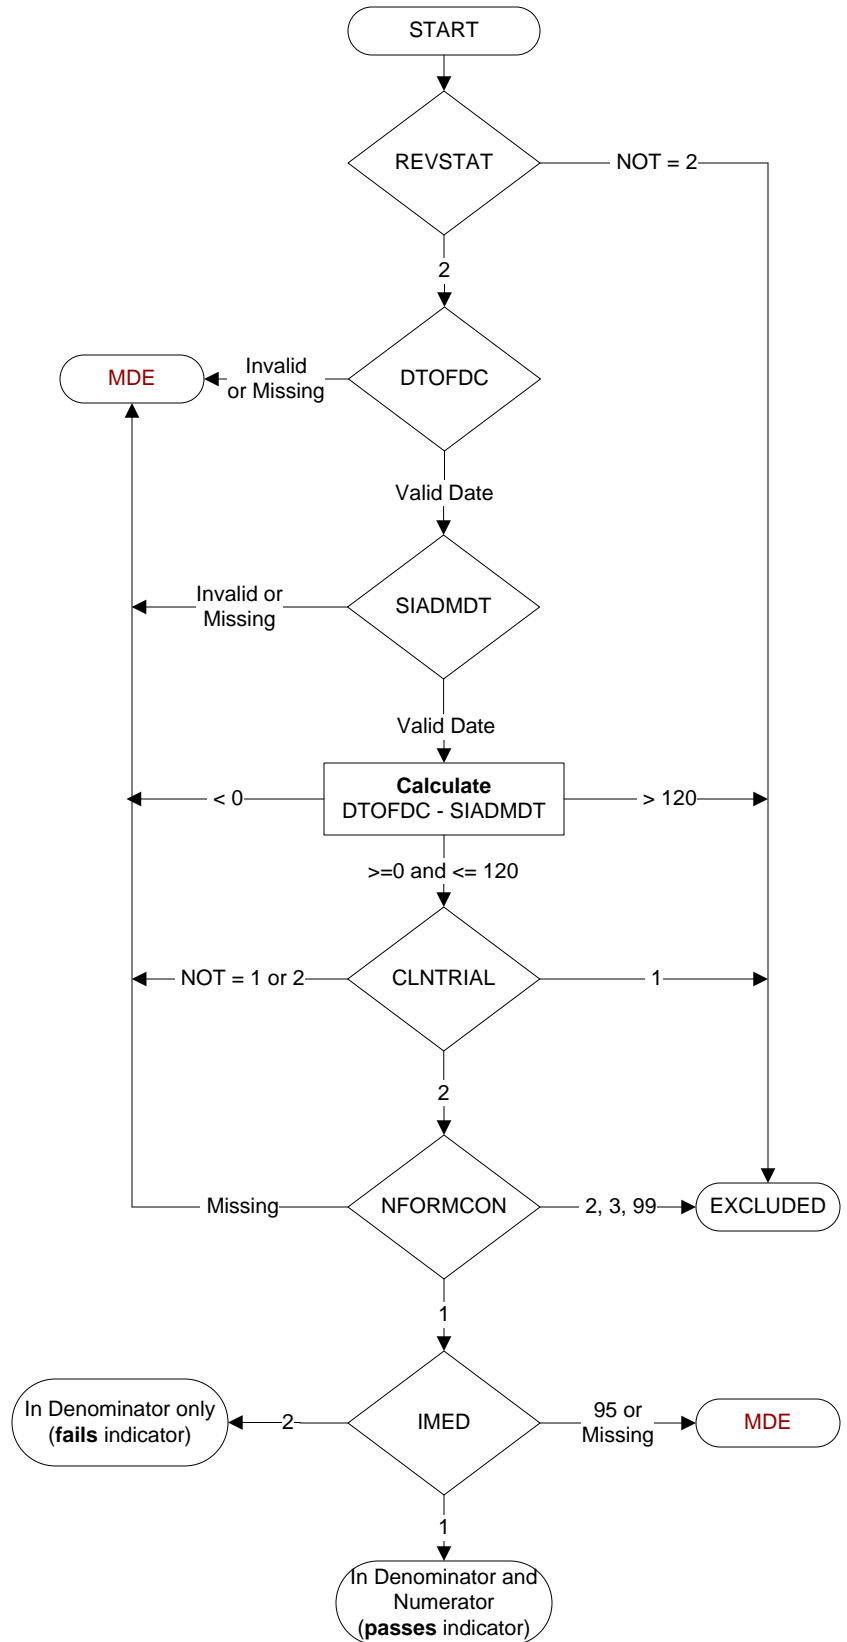 START
REVSTAT
NOT = 2
2
DTOFDC
Invalid
or Missing
MDE
Valid Date
SIADMDT
Invalid or
Missing
Valid Date
Calculate
DTOFDC - SIADMDT
< 0
> 120
>=0 and <= 120
CLNTRIAL
NOT = 1 or 2
1
2
NFORMCON
Missing
2, 3, 99
EXCLUDED
1
IMED
In Denominator only
(fails indicator)
2
95 or
Missing
MDE
1
In Denominator and
Numerator
(passes indicator)